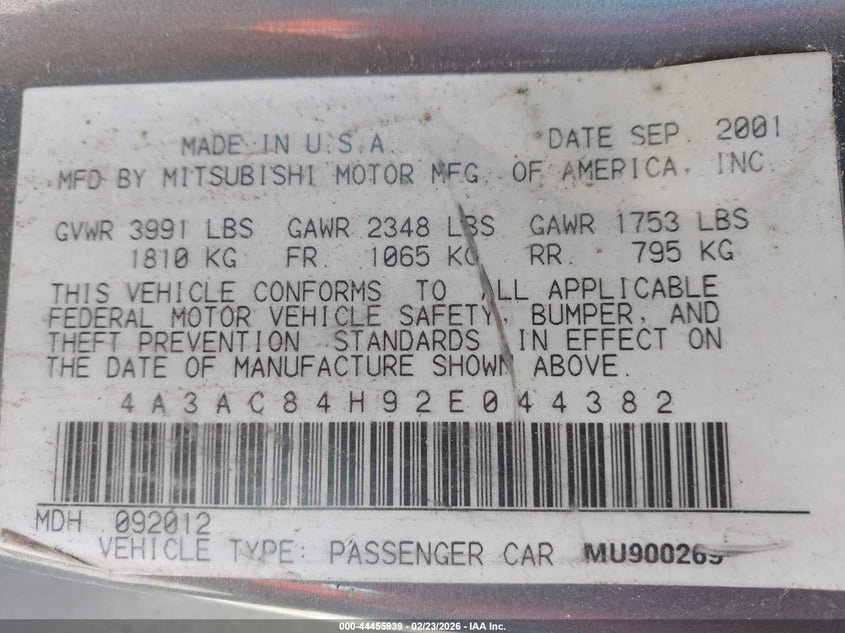 MADE IN U.S.A. DATE SEP. 2001
MFD BY MITSUBISHI MOTOR MFG. OF AMERICA, INC
GVWR 3991 LBS GAWR 2348 LBS GAWR 1753 LBS
1810 KG FR. 1065 KG RR. 795 KG
THIS VEHICLE CONFORMS TO ALL APPLICABLE
FEDERAL MOTOR VEHICLE SAFETY, BUMPER, AND
THEFT PREVENTION STANDARDS IN EFFECT ON
THE DATE OF MANUFACTURE SHOWN ABOVE.
4A3AC84H92E044382
MDH 092012
VEHICLE TYPE: PASSENGER CAR MU900269
000-44455939 - 02/23/2026 - IAA Inc.